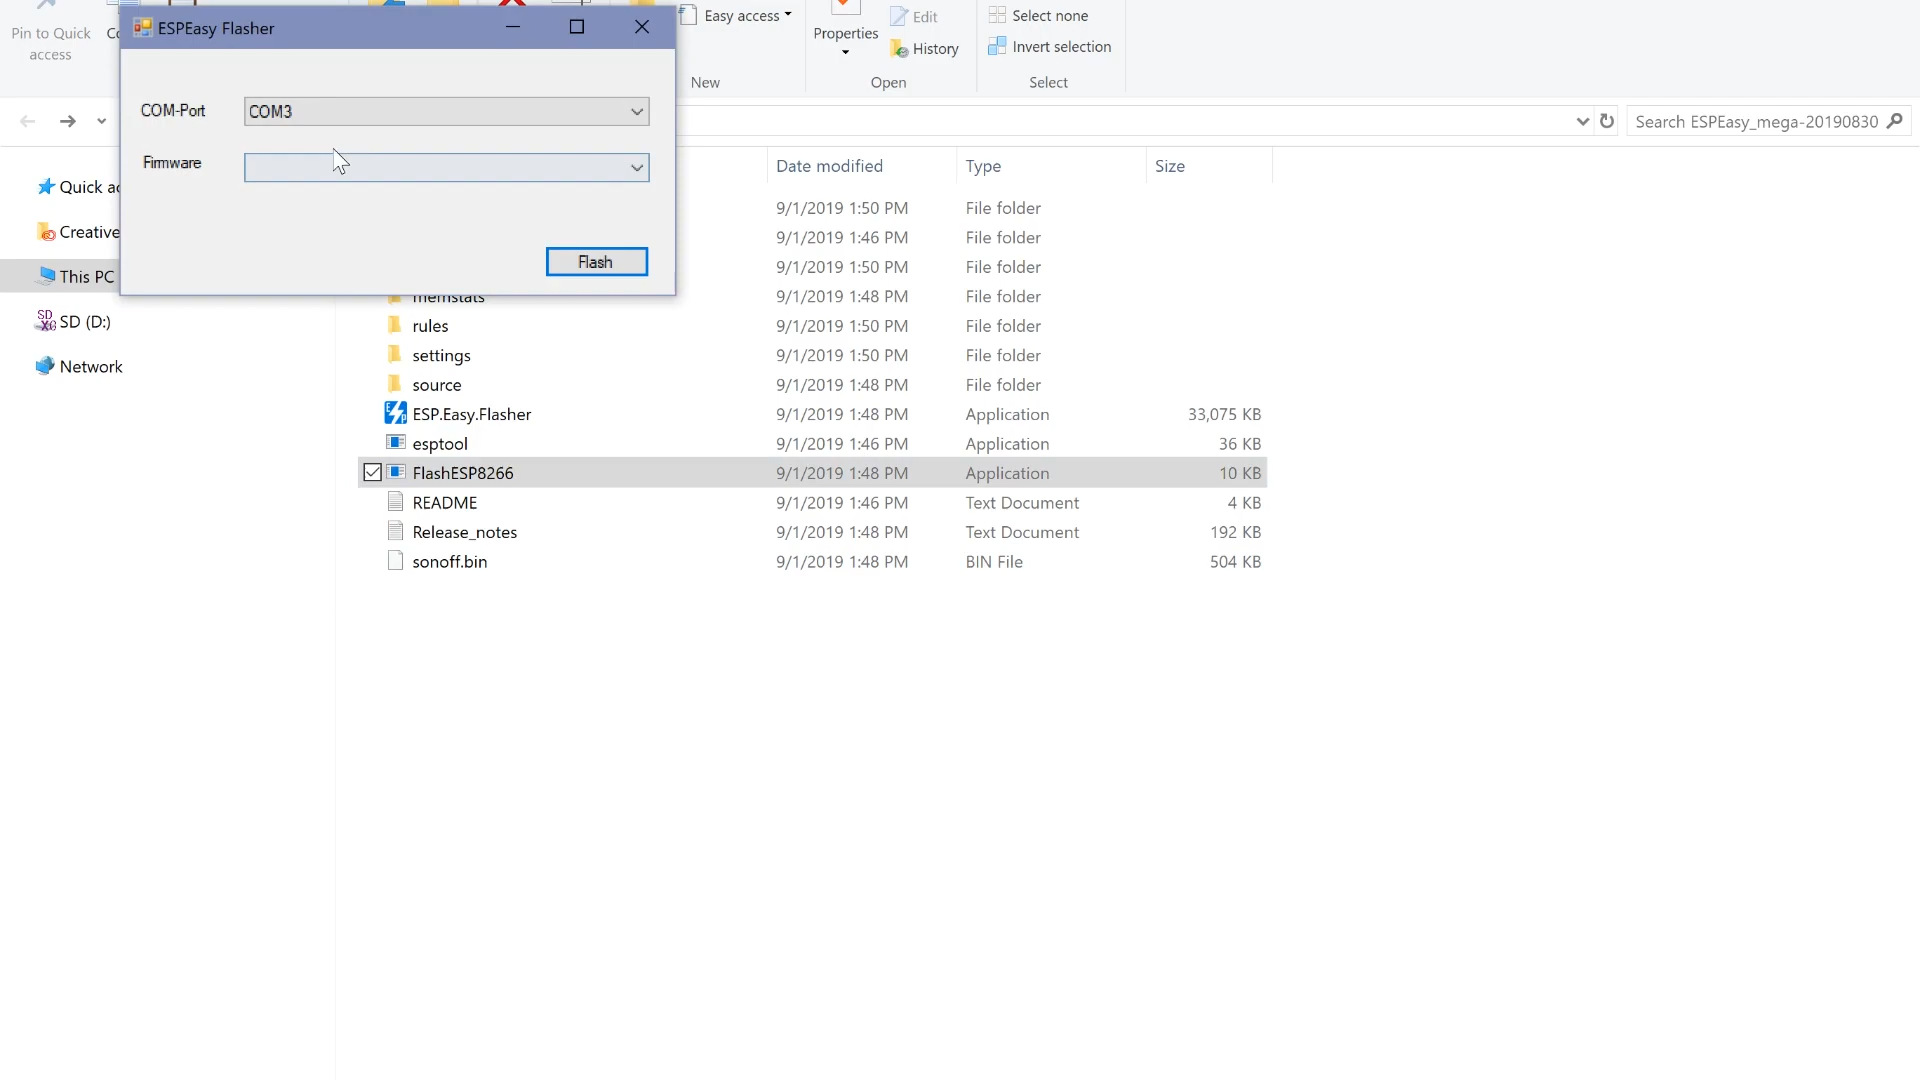 Pin to Quick
access
Easy access
New
Properties
Edit
History
Open
Select none
Invert selection
Select
ESPEasy Flasher
COM-Port
COM3
Firmware
Flash
Search ESPEasy_mega-20190830
Quick
Creative
This PC
SD (D:)
Network
Date modified Type Size
9/1/2019 1:50 PM File folder
9/1/2019 1:46 PM File folder
9/1/2019 1:50 PM File folder
memstats 9/1/2019 1:48 PM File folder
rules 9/1/2019 1:50 PM File folder
settings 9/1/2019 1:50 PM File folder
source 9/1/2019 1:48 PM File folder
ESP.Easy.Flasher 9/1/2019 1:48 PM Application 33,075 KB
esptool 9/1/2019 1:46 PM Application 36 KB
FlashESP8266 9/1/2019 1:48 PM Application 10 KB
README 9/1/2019 1:46 PM Text Document 4 KB
Release_notes 9/1/2019 1:48 PM Text Document 192 KB
sonoff.bin 9/1/2019 1:48 PM BIN File 504 KB